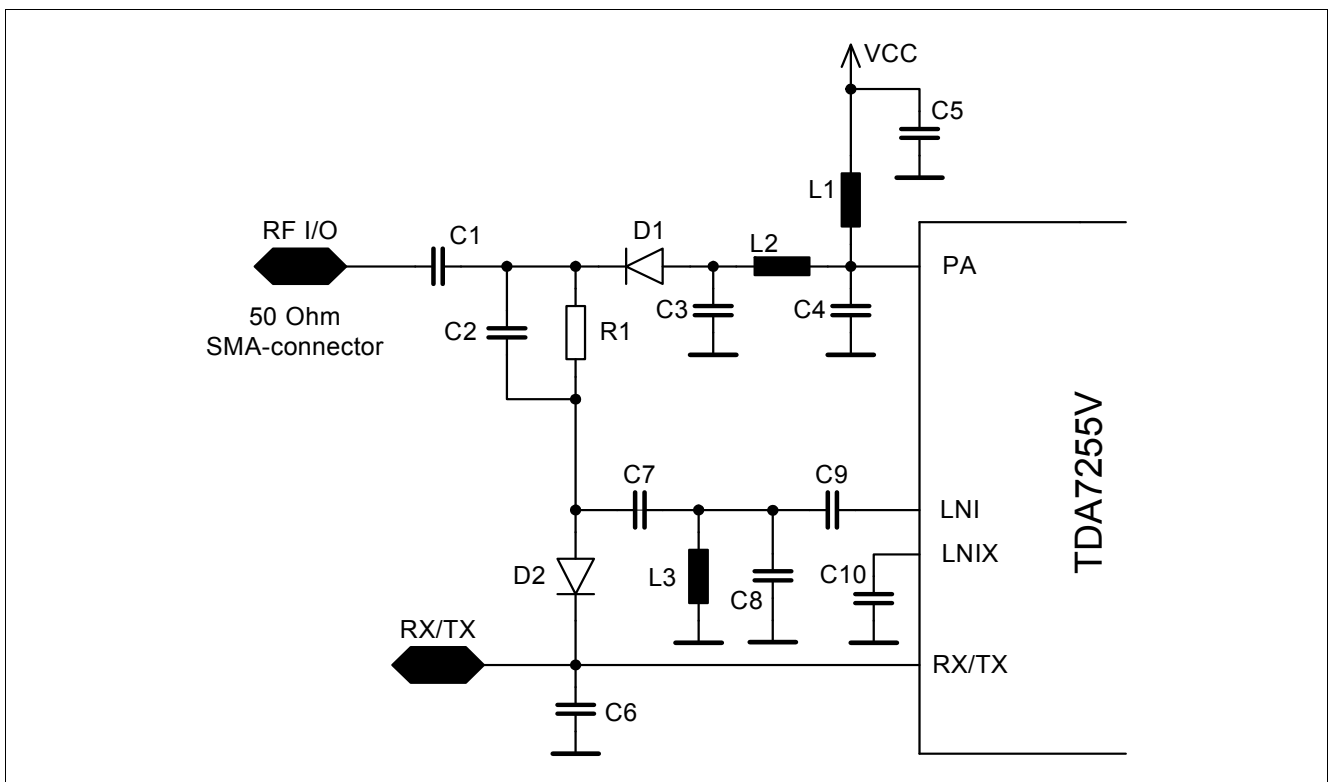 VCC
C5
L1
RF I/O
C1
D1
L2
PA
50 Ohm
SMA-connector
C2
R1
C3
C4
TDA7255V
C7
C9
LNI
LNIX
D2
L3
C8
C10
RX/TX
RX/TX
C6